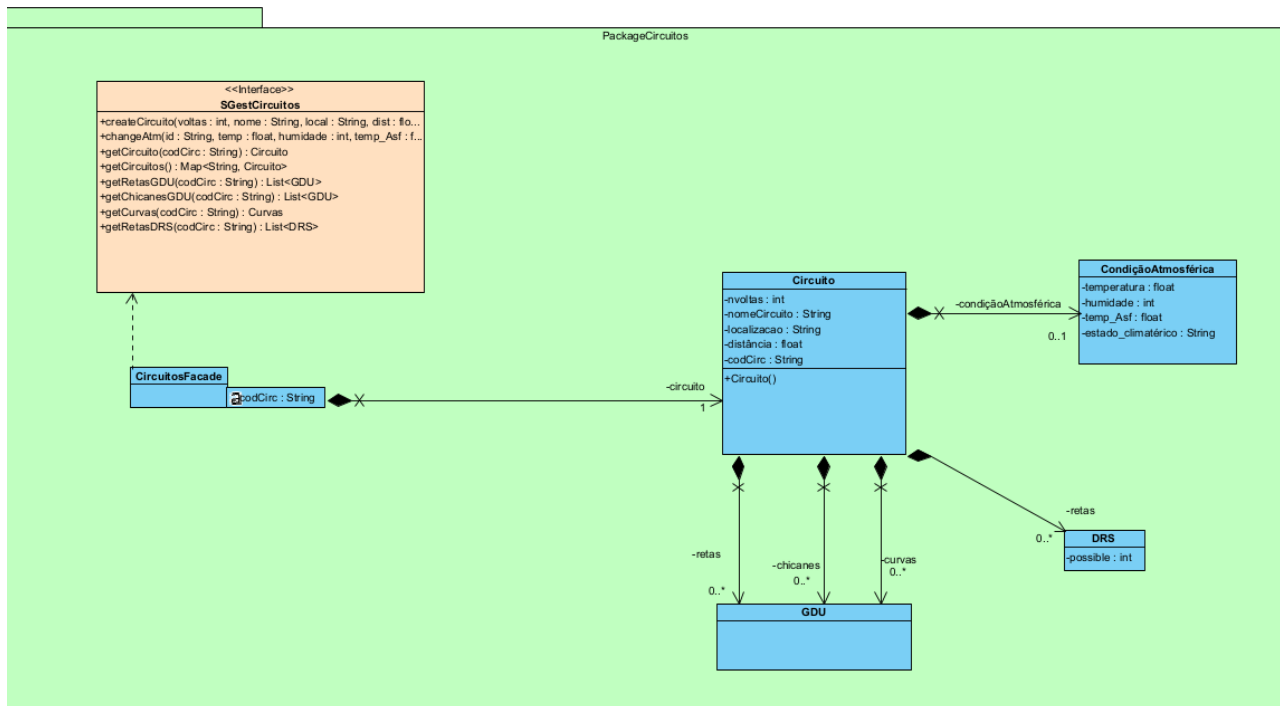 PackageCircuitos
<<Interface>>
SGestCircuitos
+createCircuito(voltas : int, nome : String, local : String, dist : flo...
+changeAtm(id : String, temp : float, humidade : int, temp_Asf : f...
+getCircuito(codCirc : String) : Circuito
+getCircuitos() : Map<String, Circuito>
+getRetasGDU(codCirc : String) : List<GDU>
+getChicanesGDU(codCirc : String) : List<GDU>
+getCurvas(codCirc : String) : Curvas
+getRetasDRS(codCirc : String) : List<DRS>
CircuitosFacade
a codCirc : String
-circuito
1
Circuito
-nvoltas : int
-nomeCircuito : String
-localizacao : String
-distância : float
-codCirc : String
+Circuito()
-condiçãoAtmosférica
0..1
CondiçãoAtmosférica
-temperatura : float
-humidade : int
-temp_Asf : float
-estado_climatérico : String
-retas
0..*
DRS
-possible : int
-retas
0..*
-chicanes
0..*
-curvas
0..*
GDU